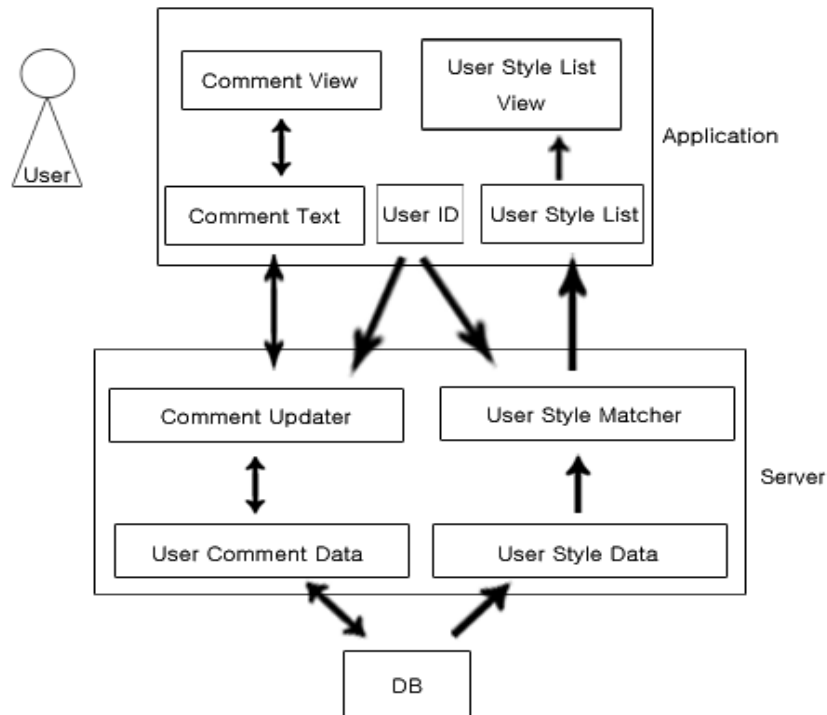 Comment View
User Style List
View
Application
User
Comment Text
User ID
User Style List
Comment Updater
User Style Matcher
Server
User Comment Data
User Style Data
DB